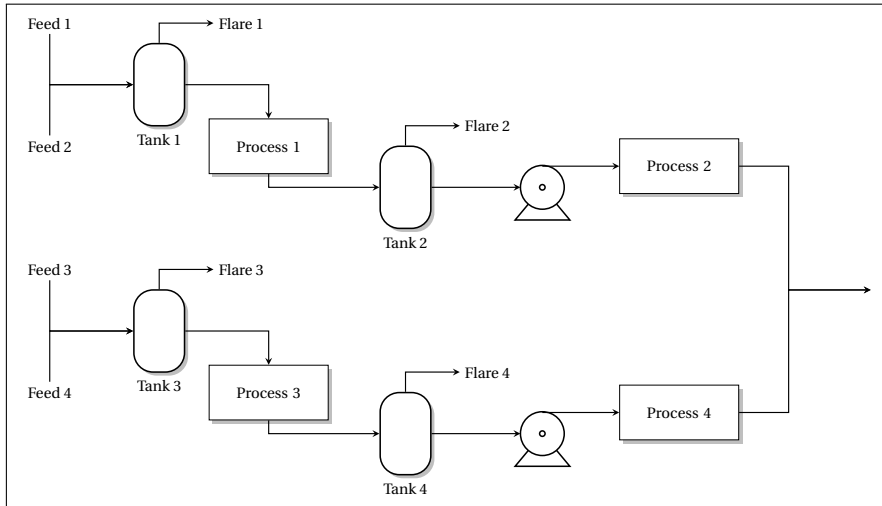 Feed 1
Flare 1
Feed 2
Tank 1
Process 1
Flare 2
Process 2
Tank 2
Feed 3
Flare 3
Feed 4
Tank 3
Process 3
Flare 4
Process 4
Tank 4